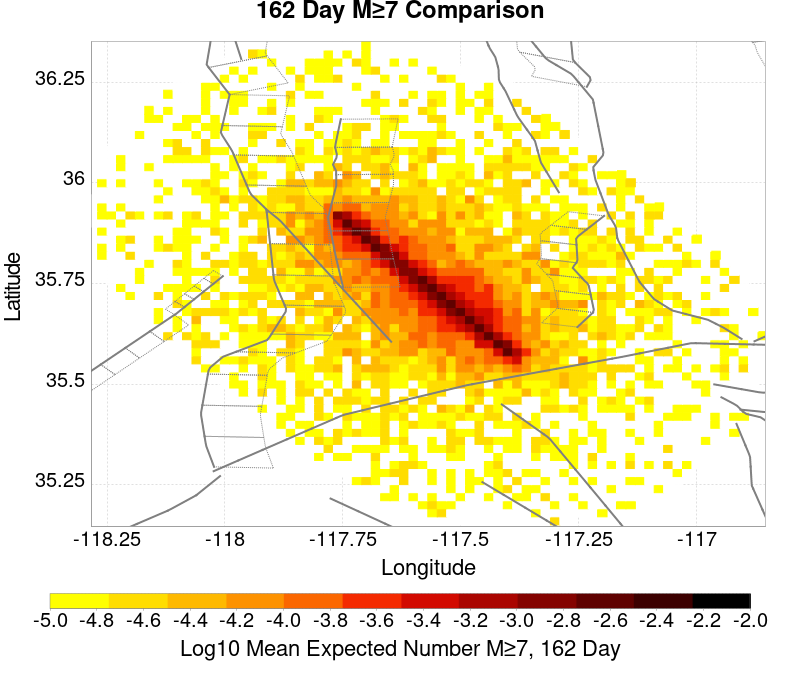 162 Day M≥7 Comparison
36.25
36
35.75
35.5
35.25
Latitude
-118.25 -118 -117.75 -117.5 -117.25 -117
Longitude
-5.0 -4.8 -4.6 -4.4 -4.2 -4.0 -3.8 -3.6 -3.4 -3.2 -3.0 -2.8 -2.6 -2.4 -2.2 -2.0
Log10 Mean Expected Number M≥7, 162 Day